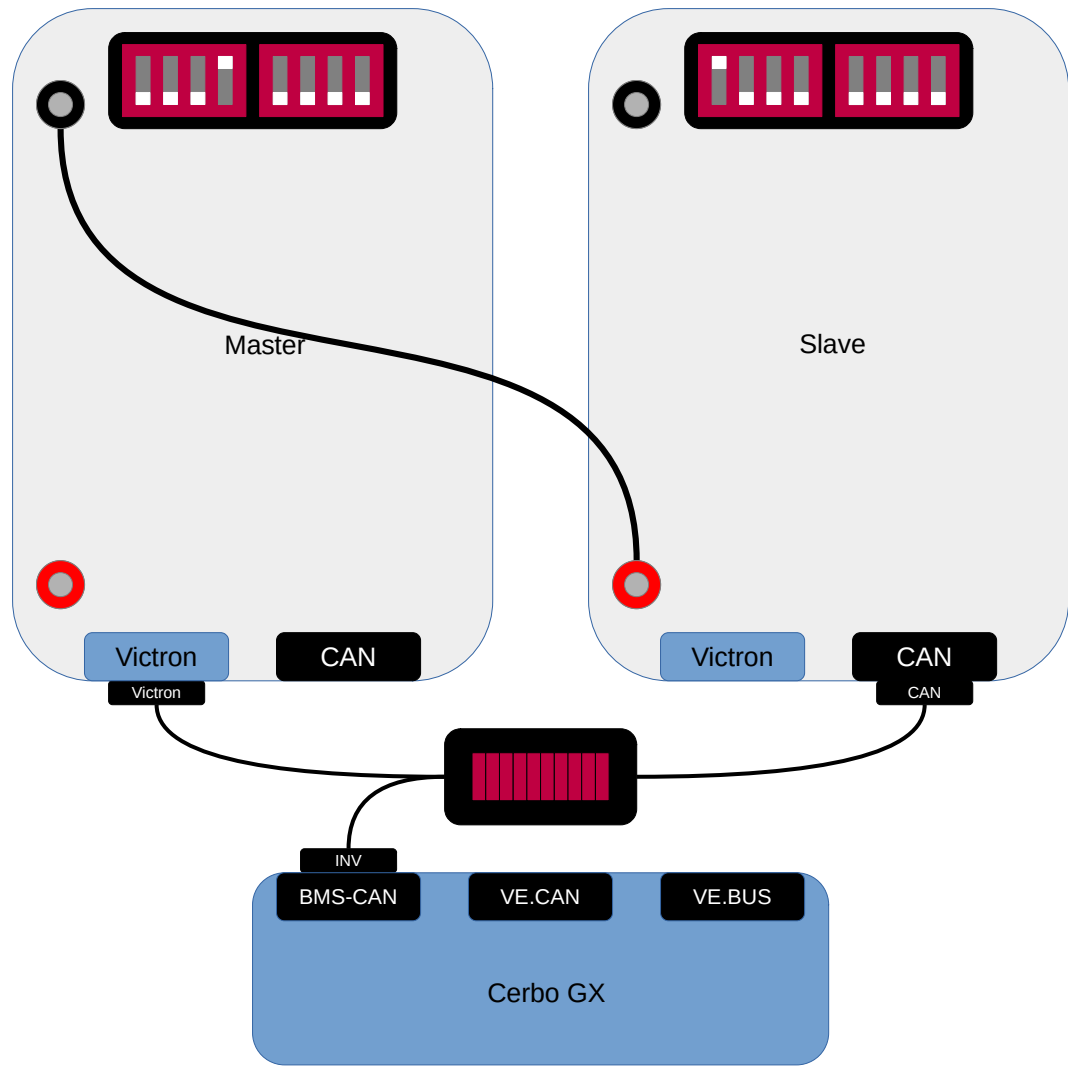 Master
Slave
Victron
CAN
Victron
CAN
Victron
CAN
INV
BMS-CAN
VE.CAN
VE.BUS
Cerbo GX